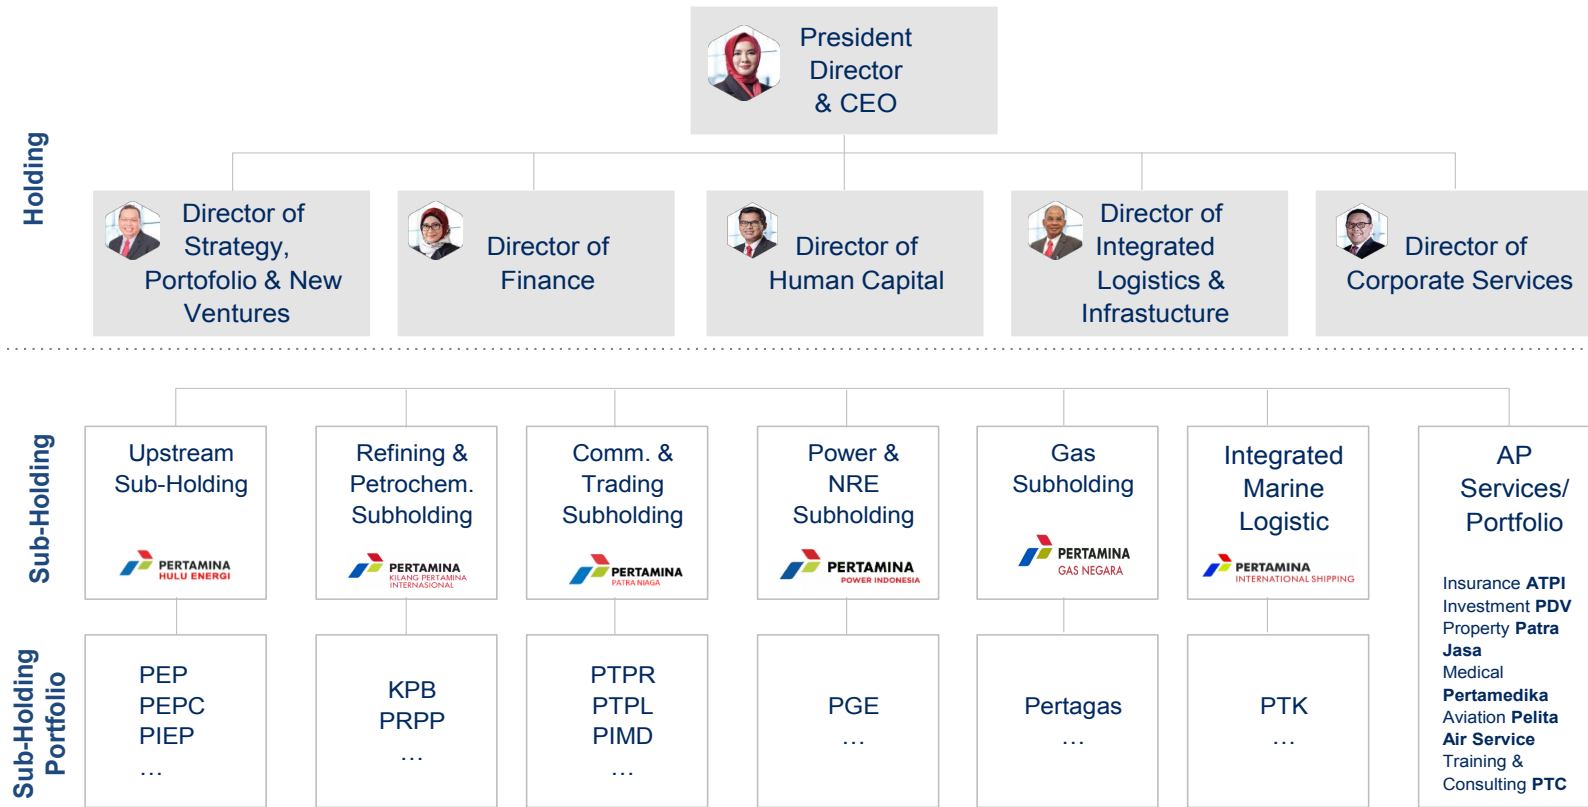 President
Director
& CEO
Holding
Director of
Strategy,
Portofolio & New
Ventures
Director of
Finance
Director of
Human Capital
Director of
Integrated
Logistics &
Infrastucture
Director of
Corporate Services
Sub-Holding
Upstream
Sub-Holding
PERTAMINA
HULU ENERGI
Refining &
Petrochem.
Subholding
PERTAMINA
KILANG PERTAMINA
INTERNASIONAL
Comm. &
Trading
Subholding
PERTAMINA
PATRA NIAGA
Power &
NRE
Subholding
PERTAMINA
POWER INDONESIA
Gas
Subholding
PERTAMINA
GAS NEGARA
Integrated
Marine
Logistic
PERTAMINA
INTERNATIONAL SHIPPING
AP
Services/
Portfolio
Insurance ATPI
Investment PDV
Property Patra
Jasa
Medical
Pertamedika
Aviation Pelita
Air Service
Training &
Consulting PTC
Sub-Holding
Portfolio
PEP
PEPC
PIEP
…
KPB
PRPP
…
PTPR
PTPL
PIMD
…
PGE
…
Pertagas
…
PTK
…